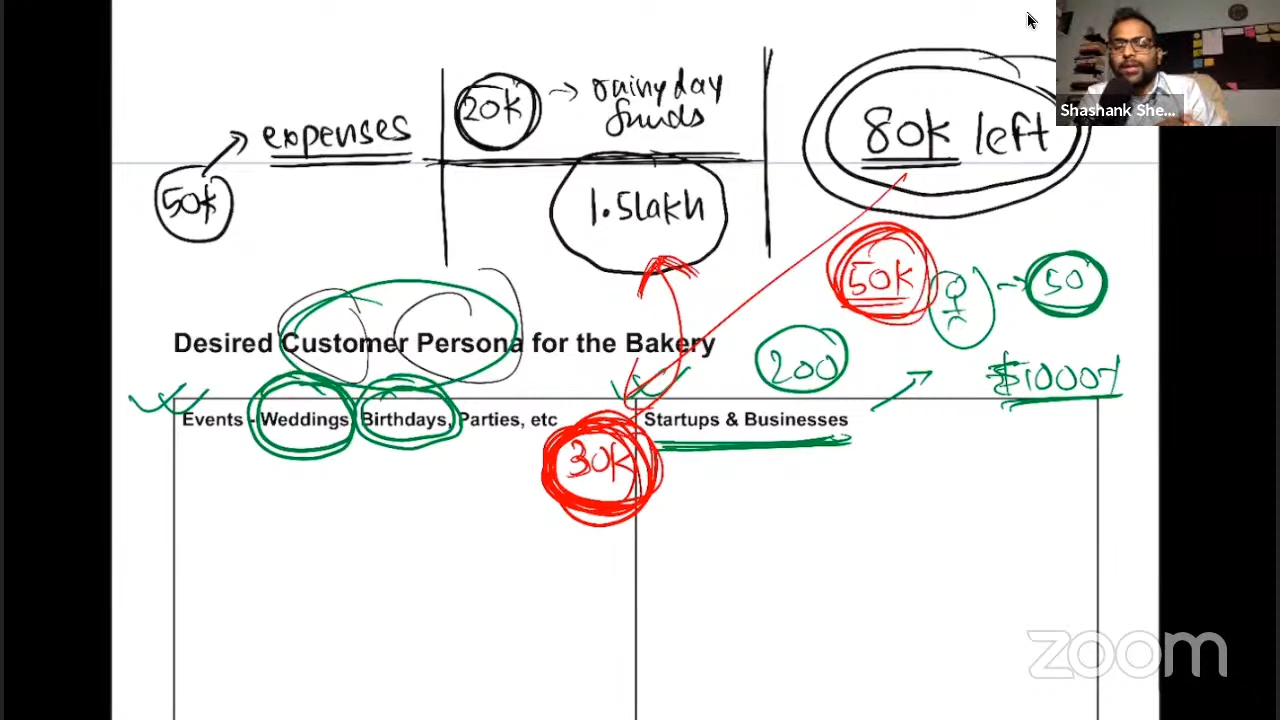 Shashank She...
20K → rainy day
funds
expenses
50K
1.5lakh
80K left
50K
50
200
$1000/
Desired Customer Persona for the Bakery
Events - Weddings, Birthdays, Parties, etc
Startups & Businesses
30K
zoom